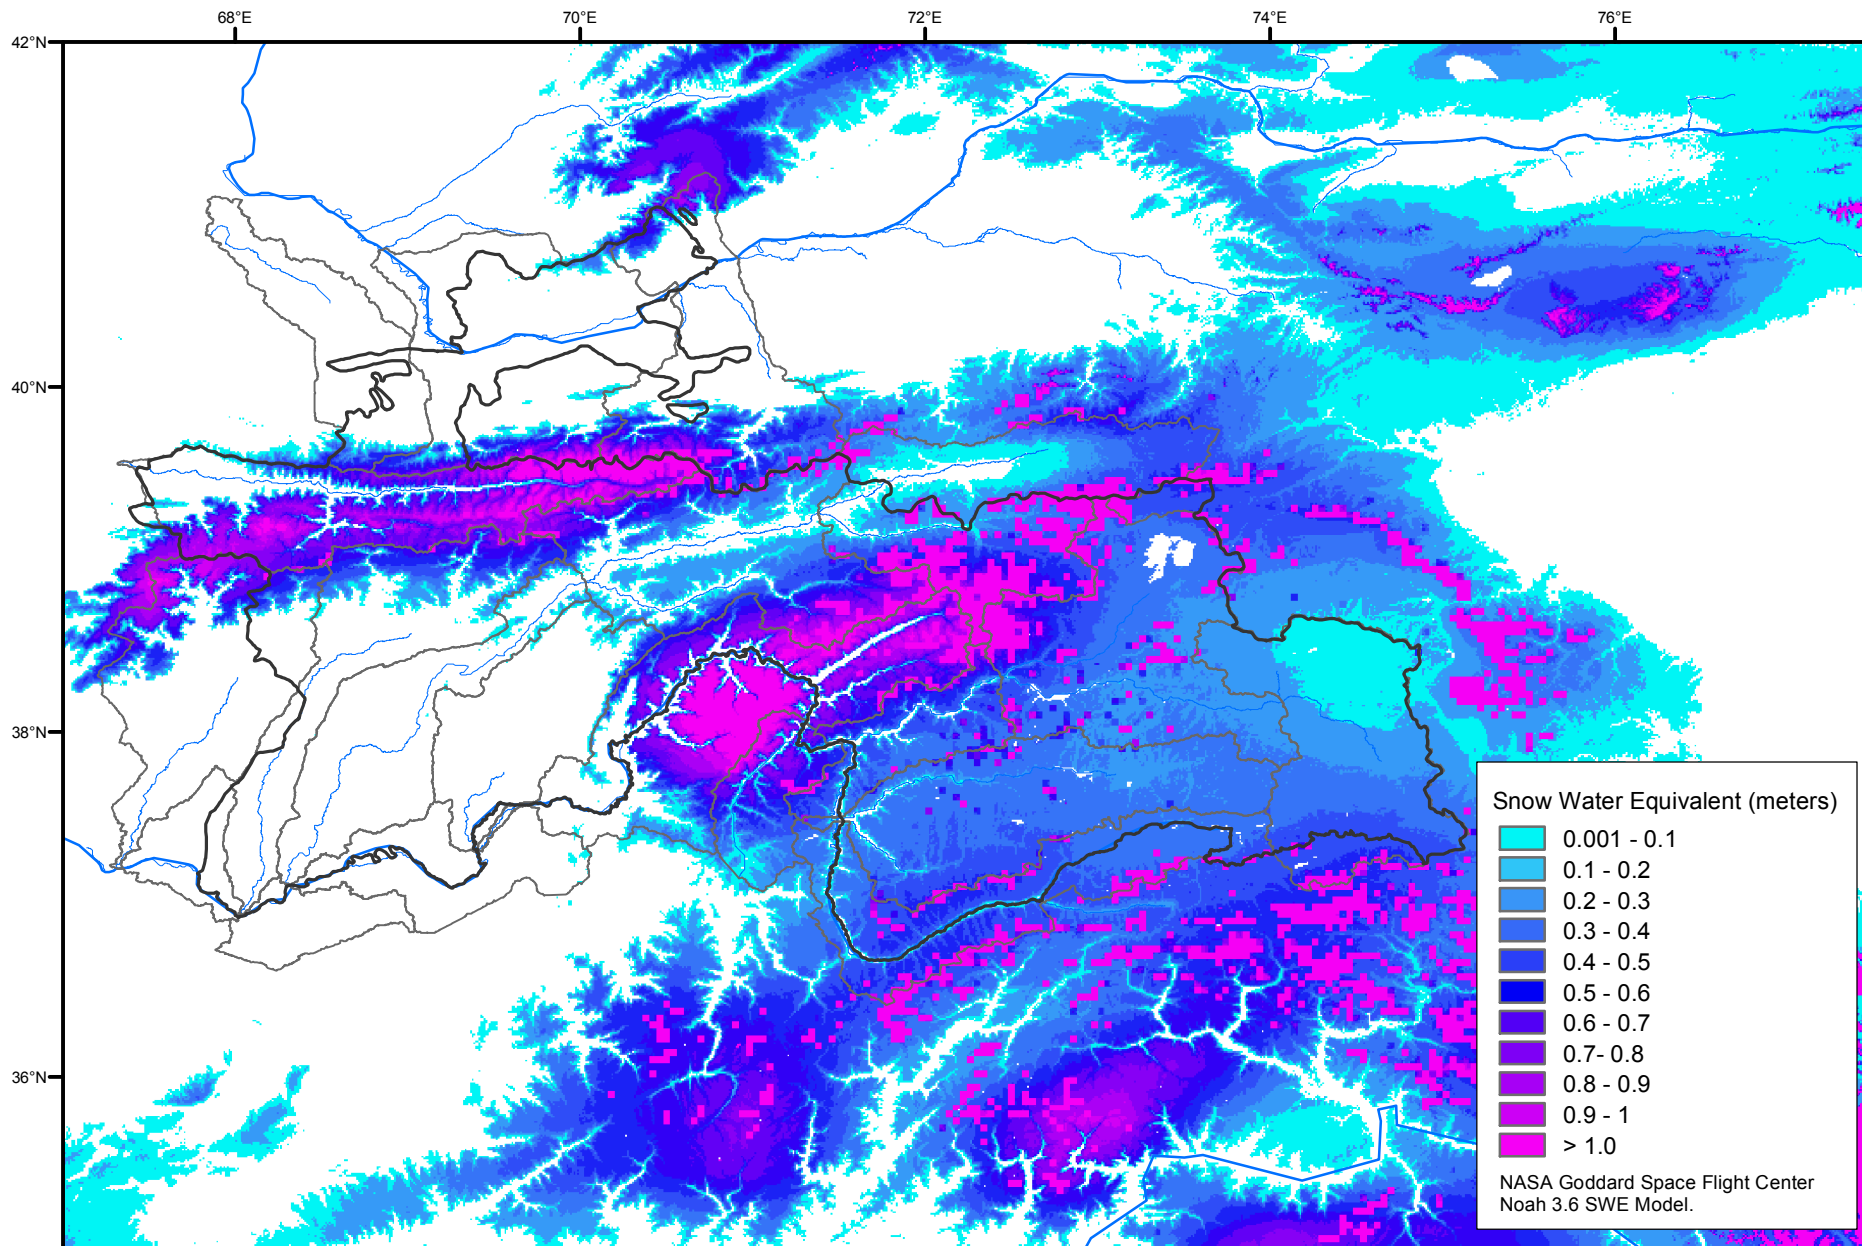 68°E
70°E
72°E
74°E
76°E
42°N
40°N
38°N
36°N
Snow Water Equivalent (meters)
0.001 - 0.1
0.1 - 0.2
0.2 - 0.3
0.3 - 0.4
0.4 - 0.5
0.5 - 0.6
0.6 - 0.7
0.7- 0.8
0.8 - 0.9
0.9 - 1
> 1.0
NASA Goddard Space Flight Center
Noah 3.6 SWE Model.